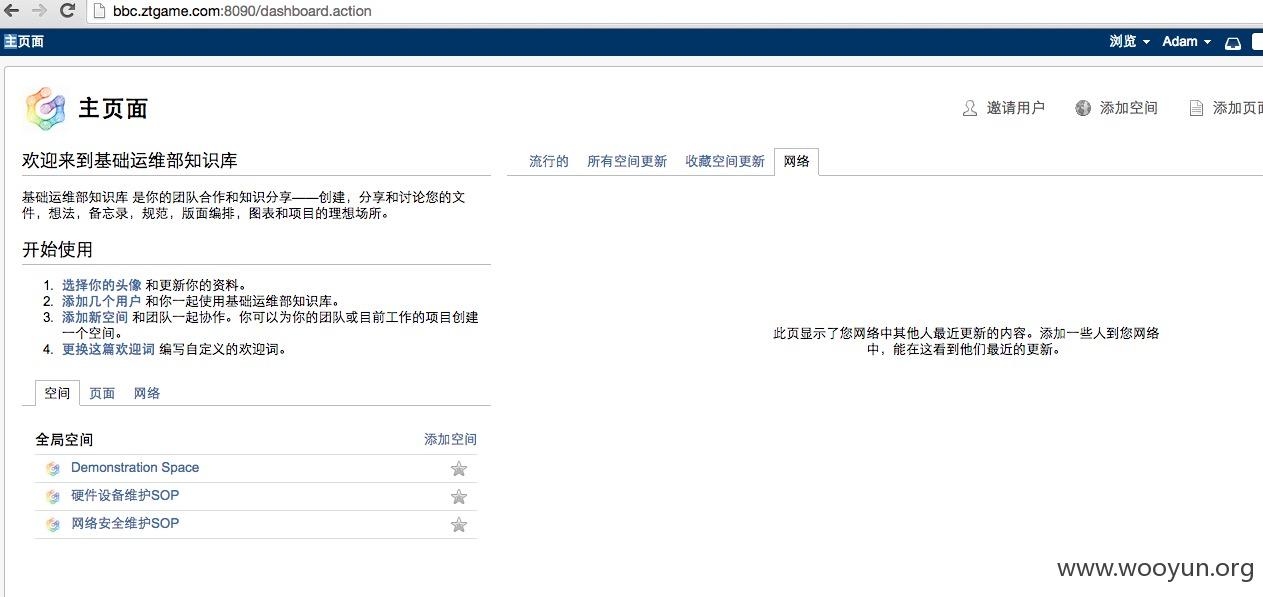 bbc.ztgame.com:8090/dashboard.action
主页面
浏览 Adam
主页面
邀请用户 添加空间 添加页面
欢迎来到基础运维部知识库
基础运维部知识库 是你的团队合作和知识分享——创建，分享和讨论您的文
件，想法，备忘录，规范，版面编排，图表和项目的理想场所。
开始使用
1. 选择你的头像 和更新你的资料。
2. 添加几个用户 和你一起使用基础运维部知识库。
3. 添加新空间 和团队一起协作。你可以为你的团队或目前工作的项目创建
一个空间。
4. 更换这篇欢迎词 编写自定义的欢迎词。
空间 页面 网络
全局空间 添加空间
Demonstration Space
硬件设备维护SOP
网络安全维护SOP
流行的 所有空间更新 收藏空间更新 网络
此页显示了您网络中其他人最近更新的内容。添加一些人到您网络
中，能在这看到他们最近的更新。
www.wooyun.org